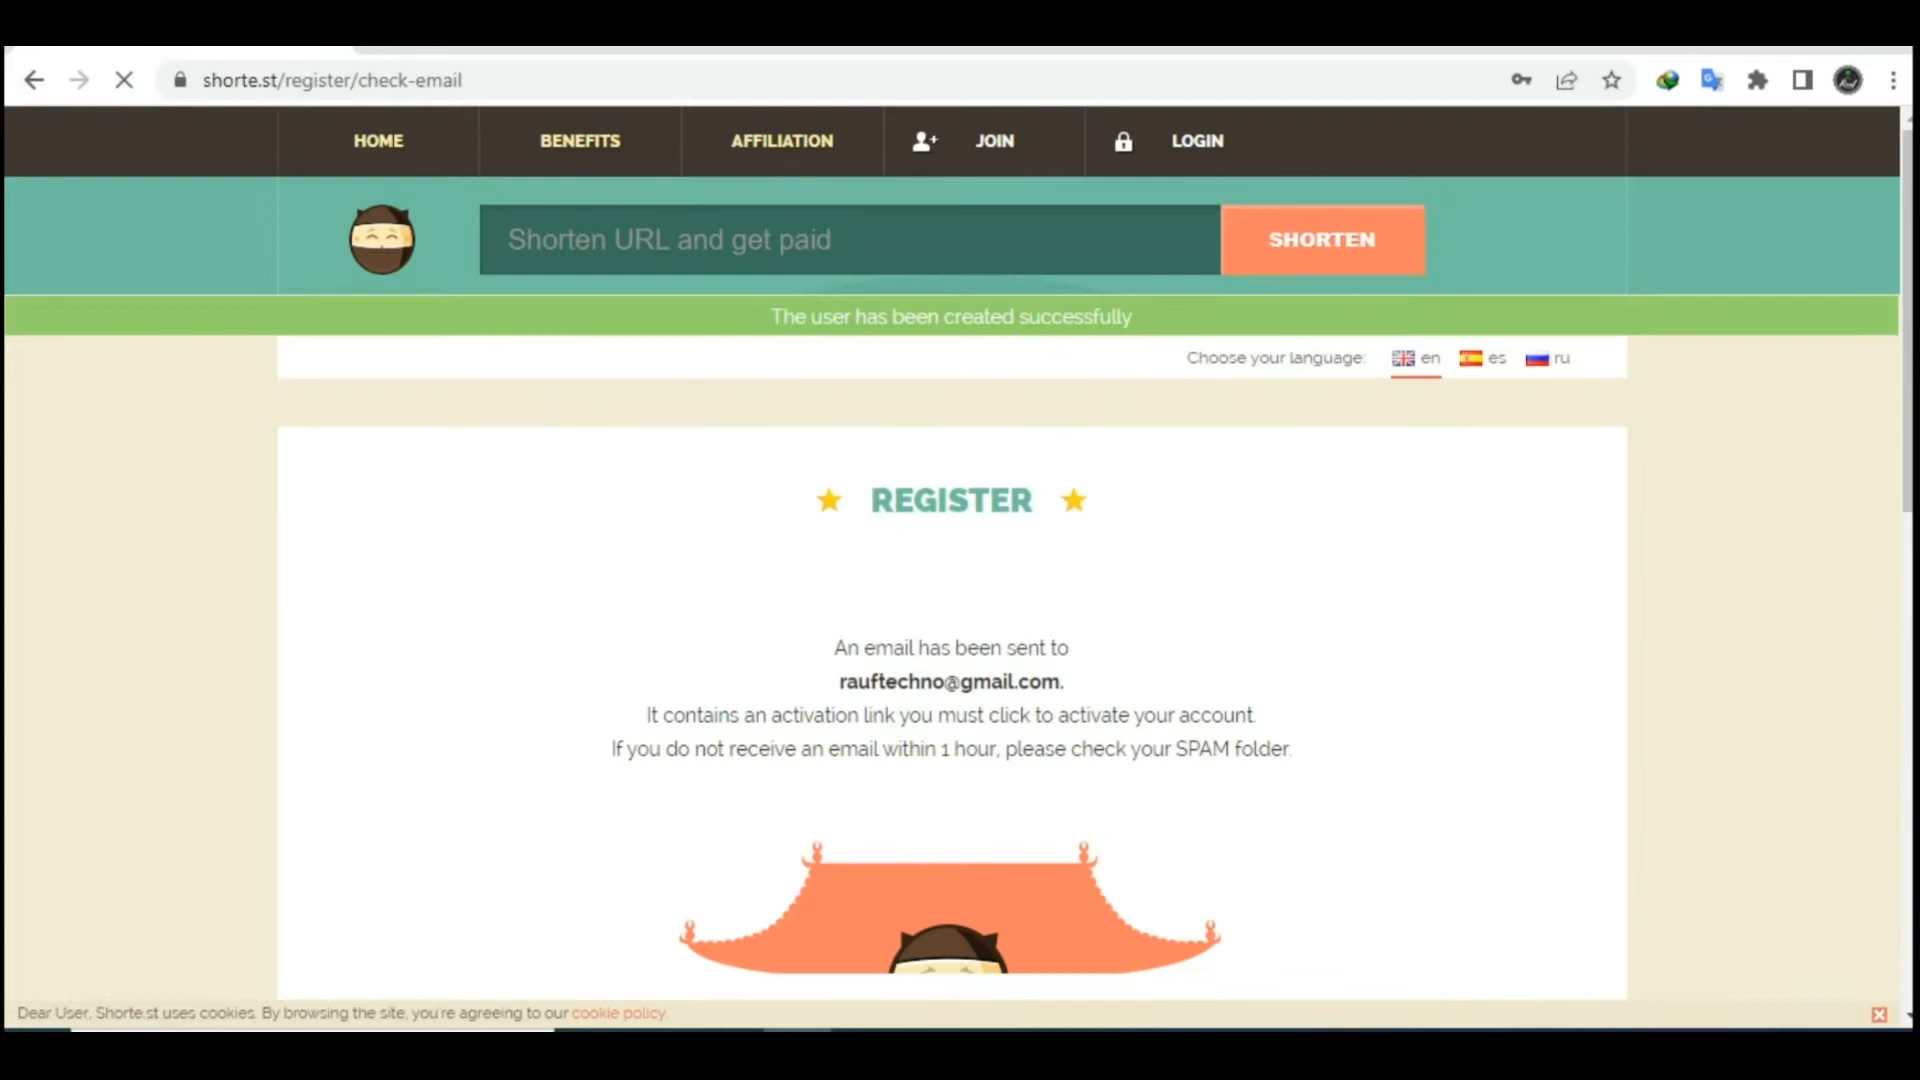 shorte.st/register/check-email
HOME
BENEFITS
AFFILIATION
JOIN
LOGIN
Shorten URL and get paid
SHORTEN
The user has been created successfully
Choose your language:
en
es
ru
REGISTER
An email has been sent to
rauftechno@gmail.com.
It contains an activation link you must click to activate your account.
If you do not receive an email within 1 hour, please check your SPAM folder.
Dear User, Shorte.st uses cookies. By browsing the site, you're agreeing to our cookie policy.